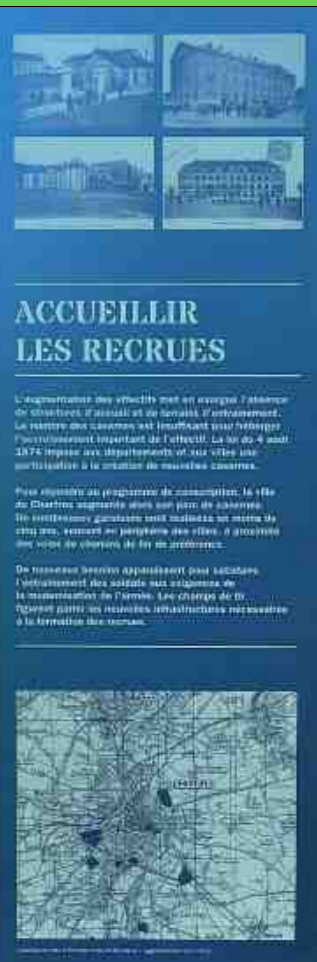 ACCUEILLIR
LES RECRUES
L'augmentation des effectifs met en exergue l'absence
de structures d'accueil et de terrains d'entraînement.
Le nombre des casernes est insuffisant pour héberger
l'accroissement important de l'effectif. La loi du 4 août
1874 impose aux départements et aux villes une
participation à la création de nouvelles casernes.
Pour répondre au programme de conscription, la ville
de Chartres augmente alors son parc de casernes.
De nombreuses garnisons sont réalisées en moins de
cinq ans, souvent en périphérie des villes, à proximité
des voies de chemins de fer de préférence.
De nouveaux besoins apparaissent pour satisfaire
l'entraînement des soldats aux exigences de
la modernisation de l'armée. Les champs de tir
figurent parmi les nouvelles infrastructures nécessaires
à la formation des recrues.